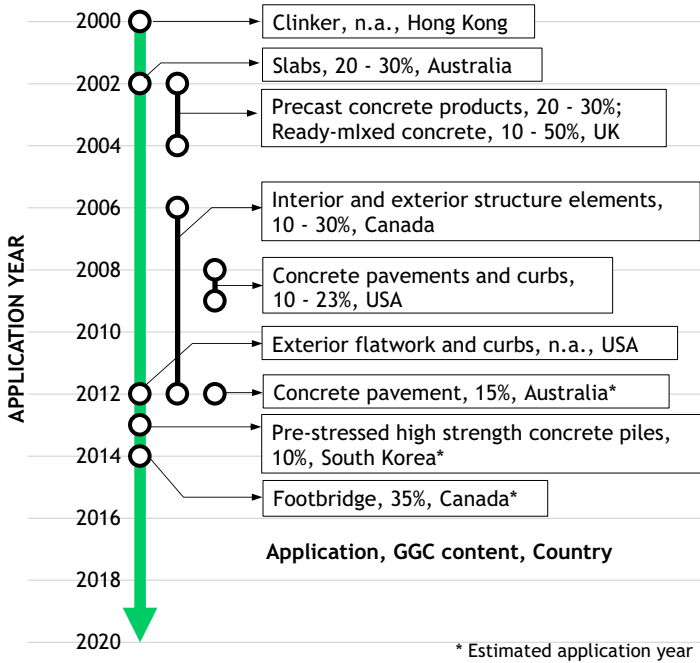 APPLICATION YEAR
2000
Clinker, n.a., Hong Kong
Slabs, 20 - 30%, Australia
2002
Precast concrete products, 20 - 30%;
Ready-mIxed concrete, 10 - 50%, UK
2004
Interior and exterior structure elements,
10 - 30%, Canada
2006
2008
Concrete pavements and curbs,
10 - 23%, USA
2010
Exterior flatwork and curbs, n.a., USA
2012
Concrete pavement, 15%, Australia*
Pre-stressed high strength concrete piles,
10%, South Korea*
2014
Footbridge, 35%, Canada*
2016
Application, GGC content, Country
2018
2020
* Estimated application year